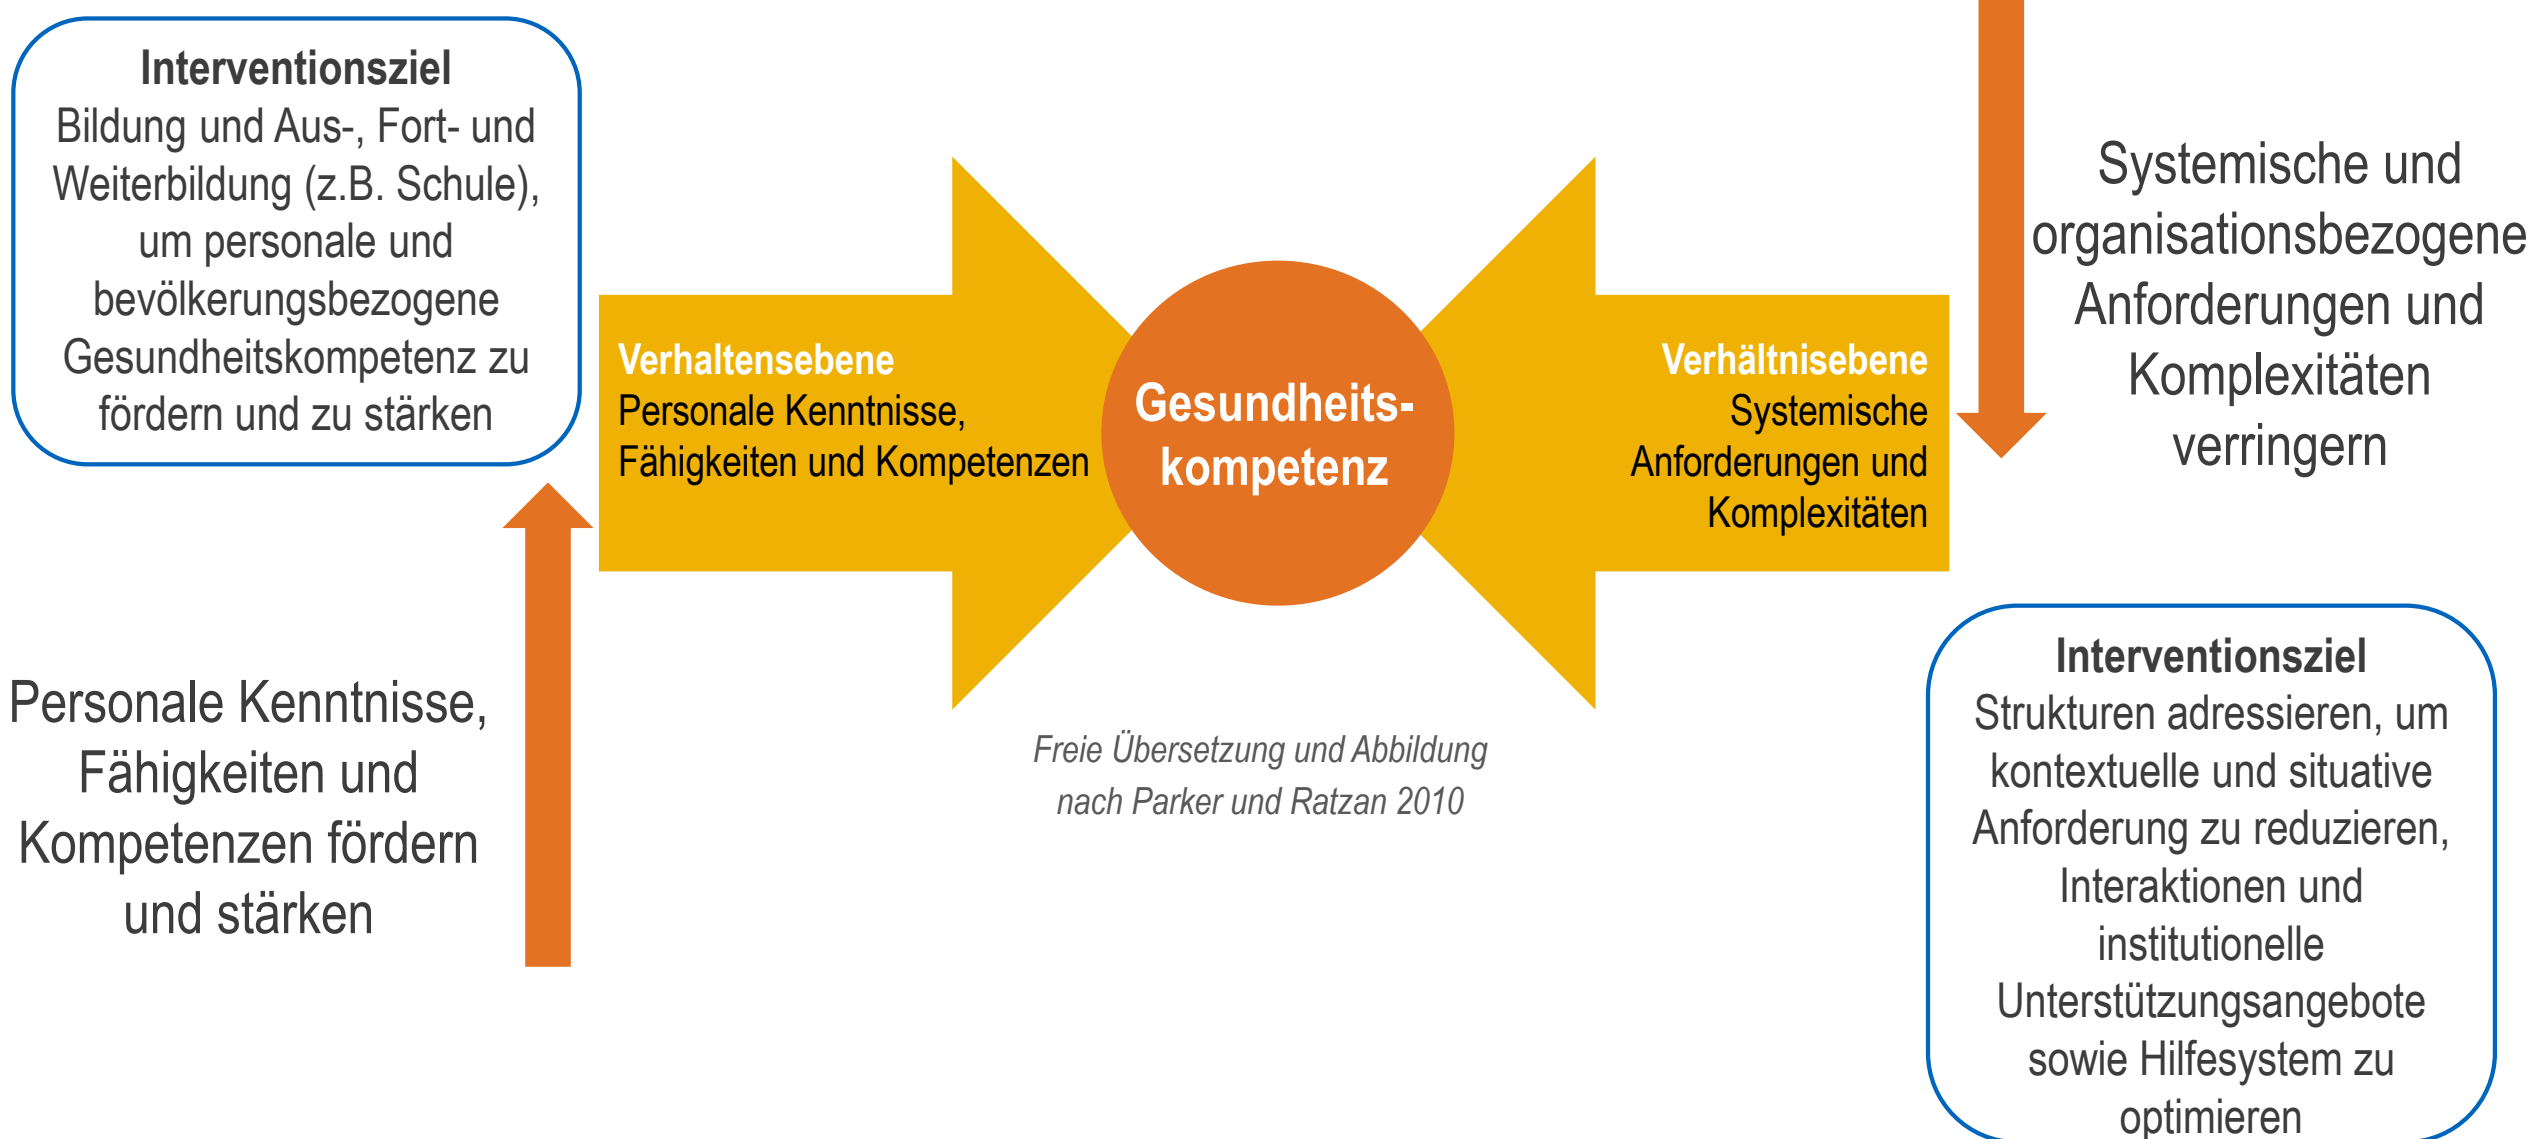 Interventionsziel
Bildung und Aus-, Fort- und
Weiterbildung (z.B. Schule),
um personale und
bevölkerungsbezogene
Gesundheitskompetenz zu
fördern und zu stärken
Personale Kenntnisse,
Fähigkeiten und
Kompetenzen fördern
und stärken
Verhaltensebene
Personale Kenntnisse,
Fähigkeiten und Kompetenzen
Gesundheits-
kompetenz
Verhältnisebene
Systemische
Anforderungen und
Komplexitäten
Freie Übersetzung und Abbildung
nach Parker und Ratzan 2010
Systemische und
organisationsbezogene
Anforderungen und
Komplexitäten
verringern
Interventionsziel
Strukturen adressieren, um
kontextuelle und situative
Anforderung zu reduzieren,
Interaktionen und
institutionelle
Unterstützungsangebote
sowie Hilfesystem zu
optimieren